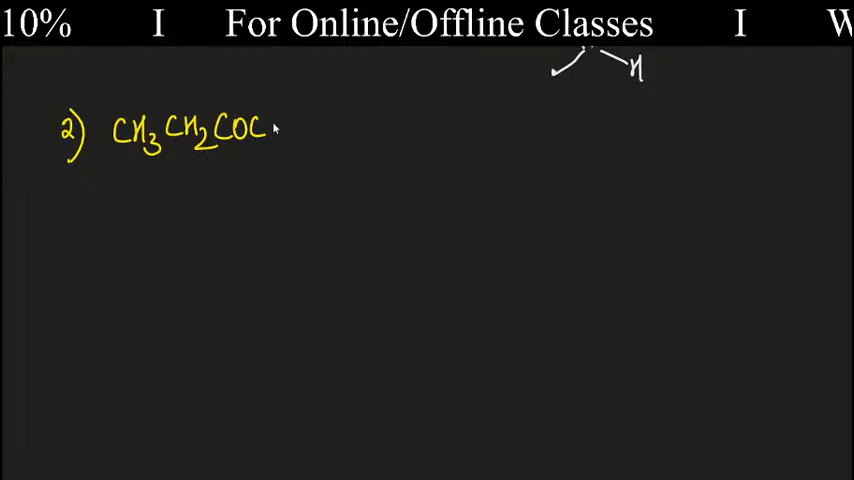 10% I For Online/Offline Classes I W
H
2) CH₃CH₂COC